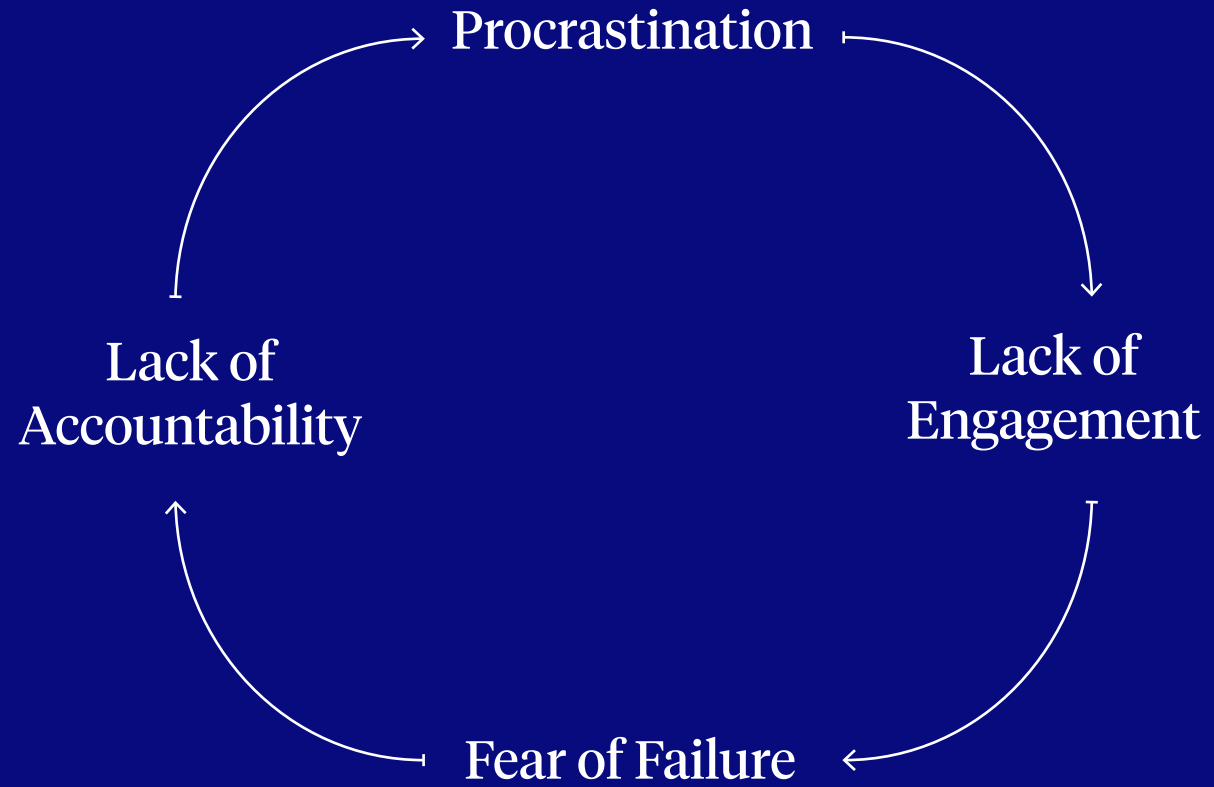 Procrastination
Lack of
Engagement
Fear of Failure
Lack of
Accountability